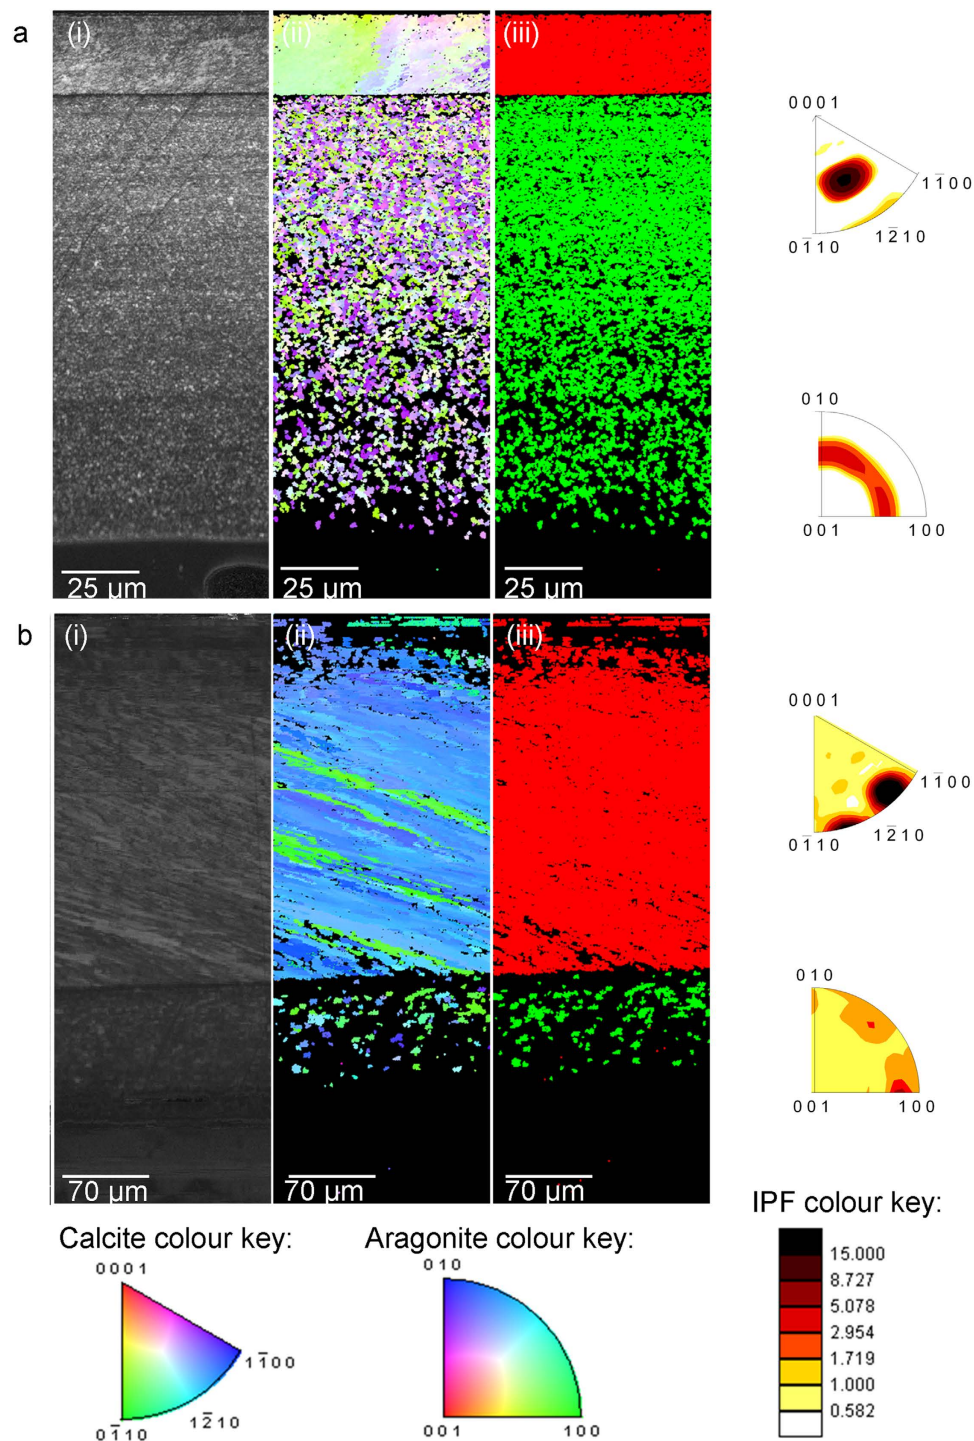 a
(i)
(ii)
(iii)
0 0 0 1
1 1̅ 0 0
1 2̅ 1 0
0 1̅ 1 0
0 1 0
0 0 1
1 0 0
25 µm
25 µm
25 µm
b
(i)
(ii)
(iii)
0 0 0 1
1 1̅ 0 0
1 2̅ 1 0
0 1̅ 1 0
0 1 0
0 0 1
1 0 0
70 µm
70 µm
70 µm
Calcite colour key:
0 0 0 1
1 1̅ 0 0
1 2̅ 1 0
0 1̅ 1 0
Aragonite colour key:
0 1 0
0 0 1
1 0 0
IPF colour key:
15.000
8.727
5.078
2.954
1.719
1.000
0.582